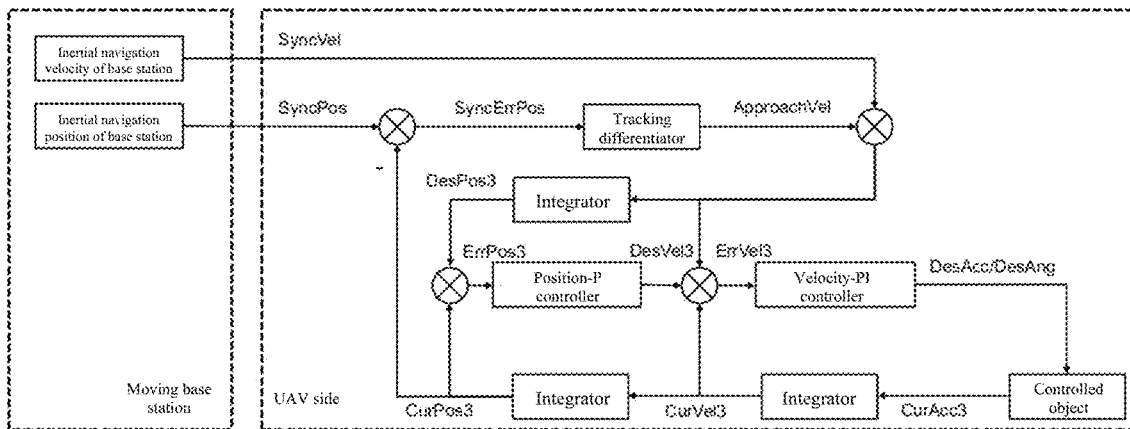 Inertial navigation
velocity of base station
SyncVel
Inertial navigation
position of base station
SyncPos
SyncErrPos
Tracking
differentiator
ApproachVel
-
DesPos3
Integrator
ErrPos3
Position-P
controller
DesVel3
ErrVel3
Velocity-PI
controller
DesAcc/DesAng
Moving base
station
UAV side
CurPos3
Integrator
CurVel3
Integrator
CurAcc3
Controlled
object